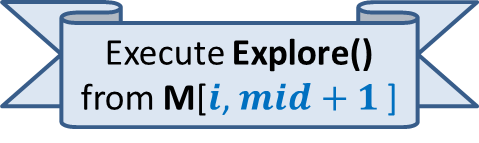 Execute Explore()
from M[i, mid + 1 ]